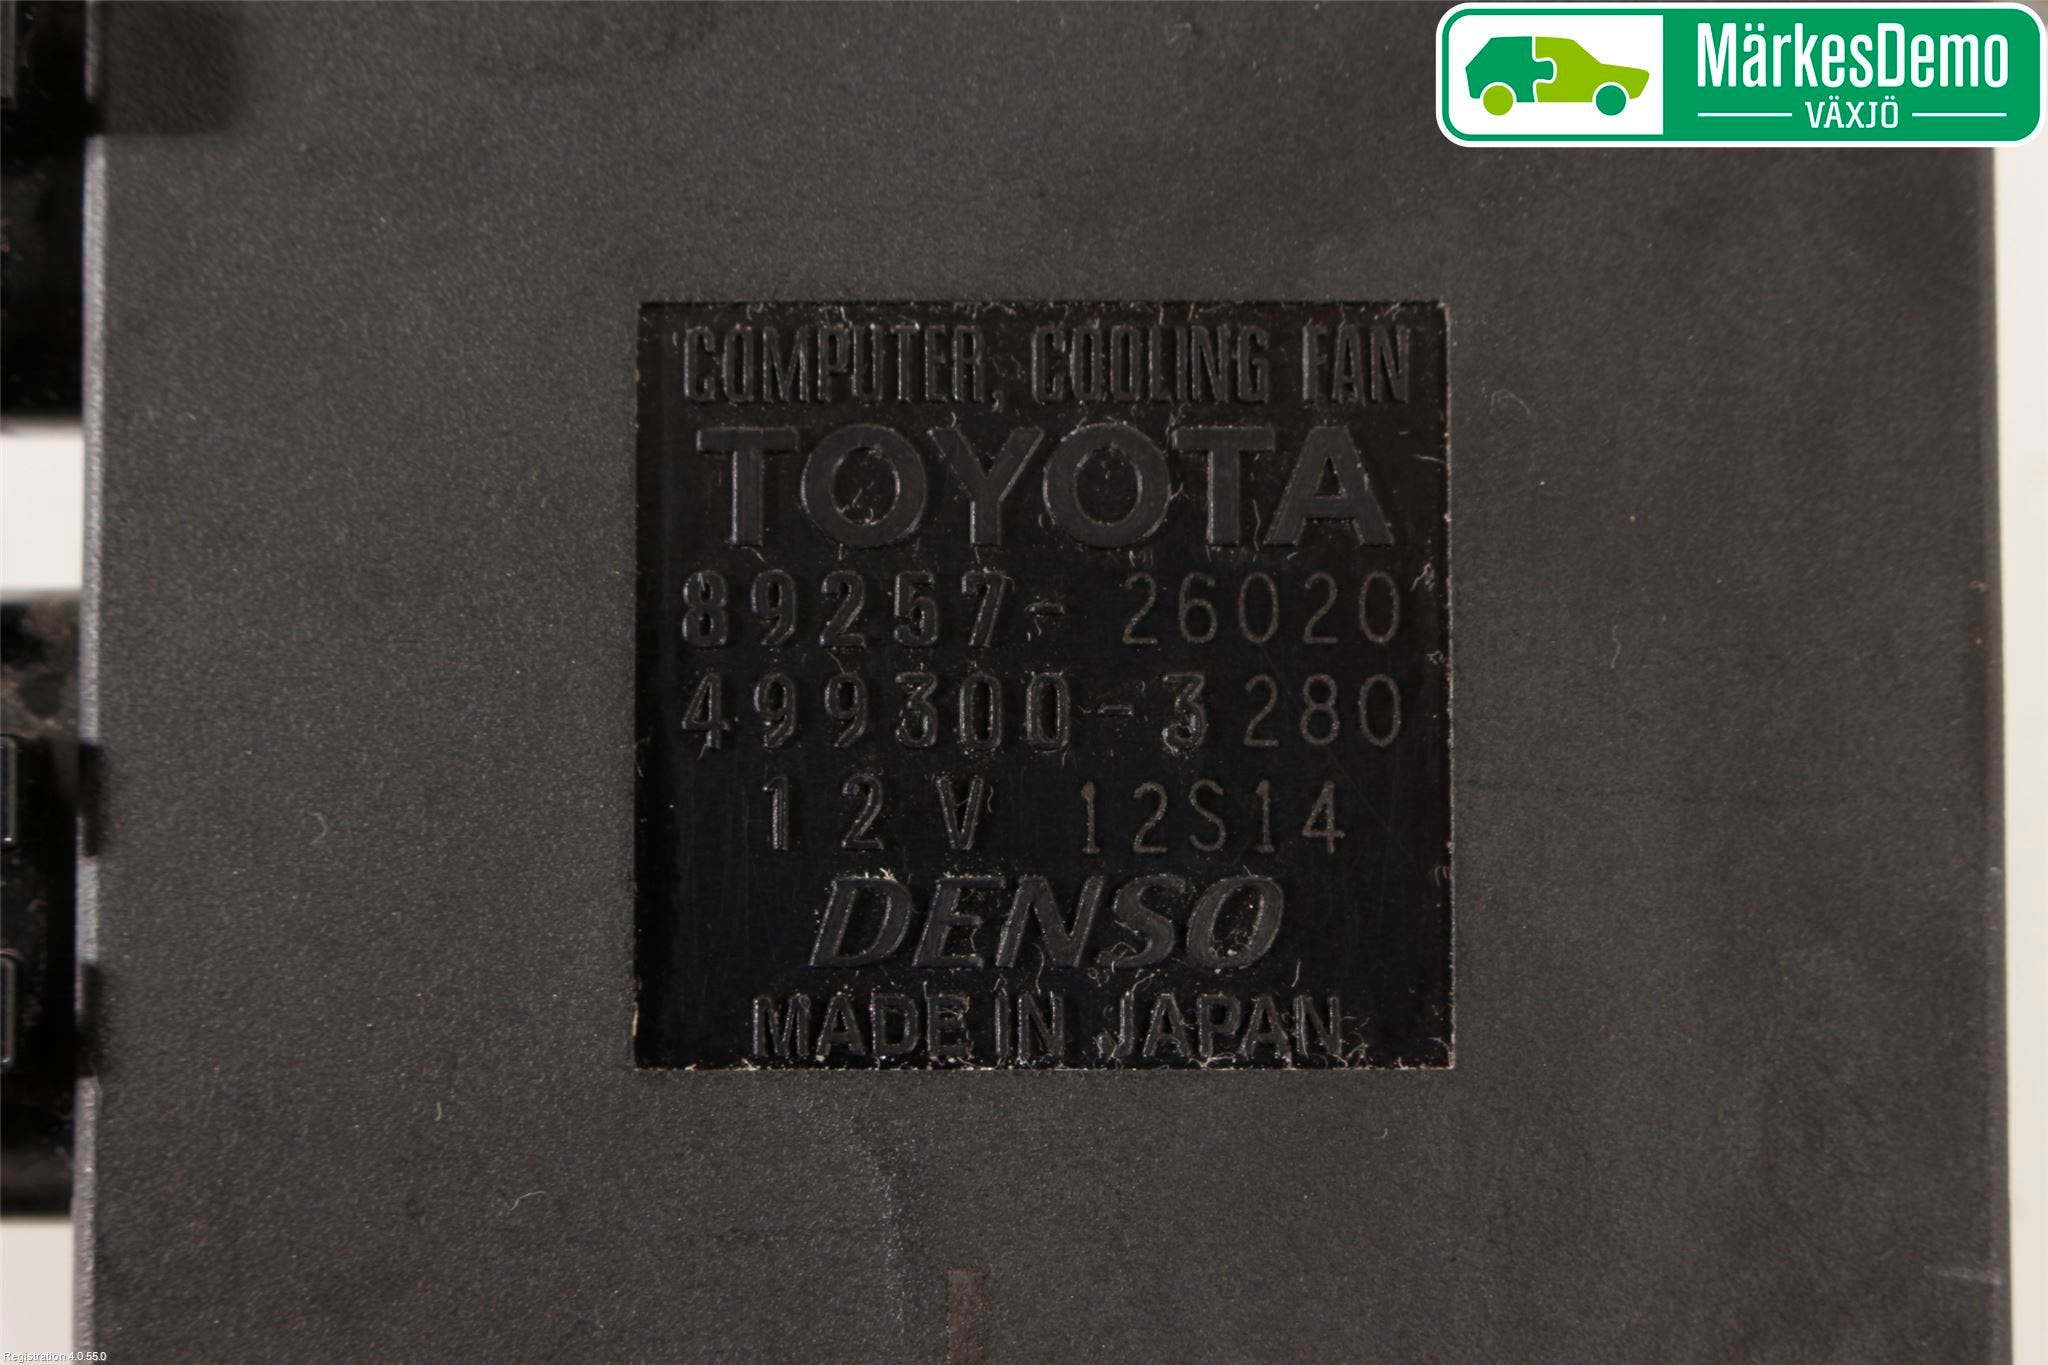 MärkesDemo
VÄXJÖ
COMPUTER, COOLING FAN
TOYOTA
89257-26020
499300-3280
12V 12S14
DENSO
MADE IN JAPAN
Registration 4.0.55.0